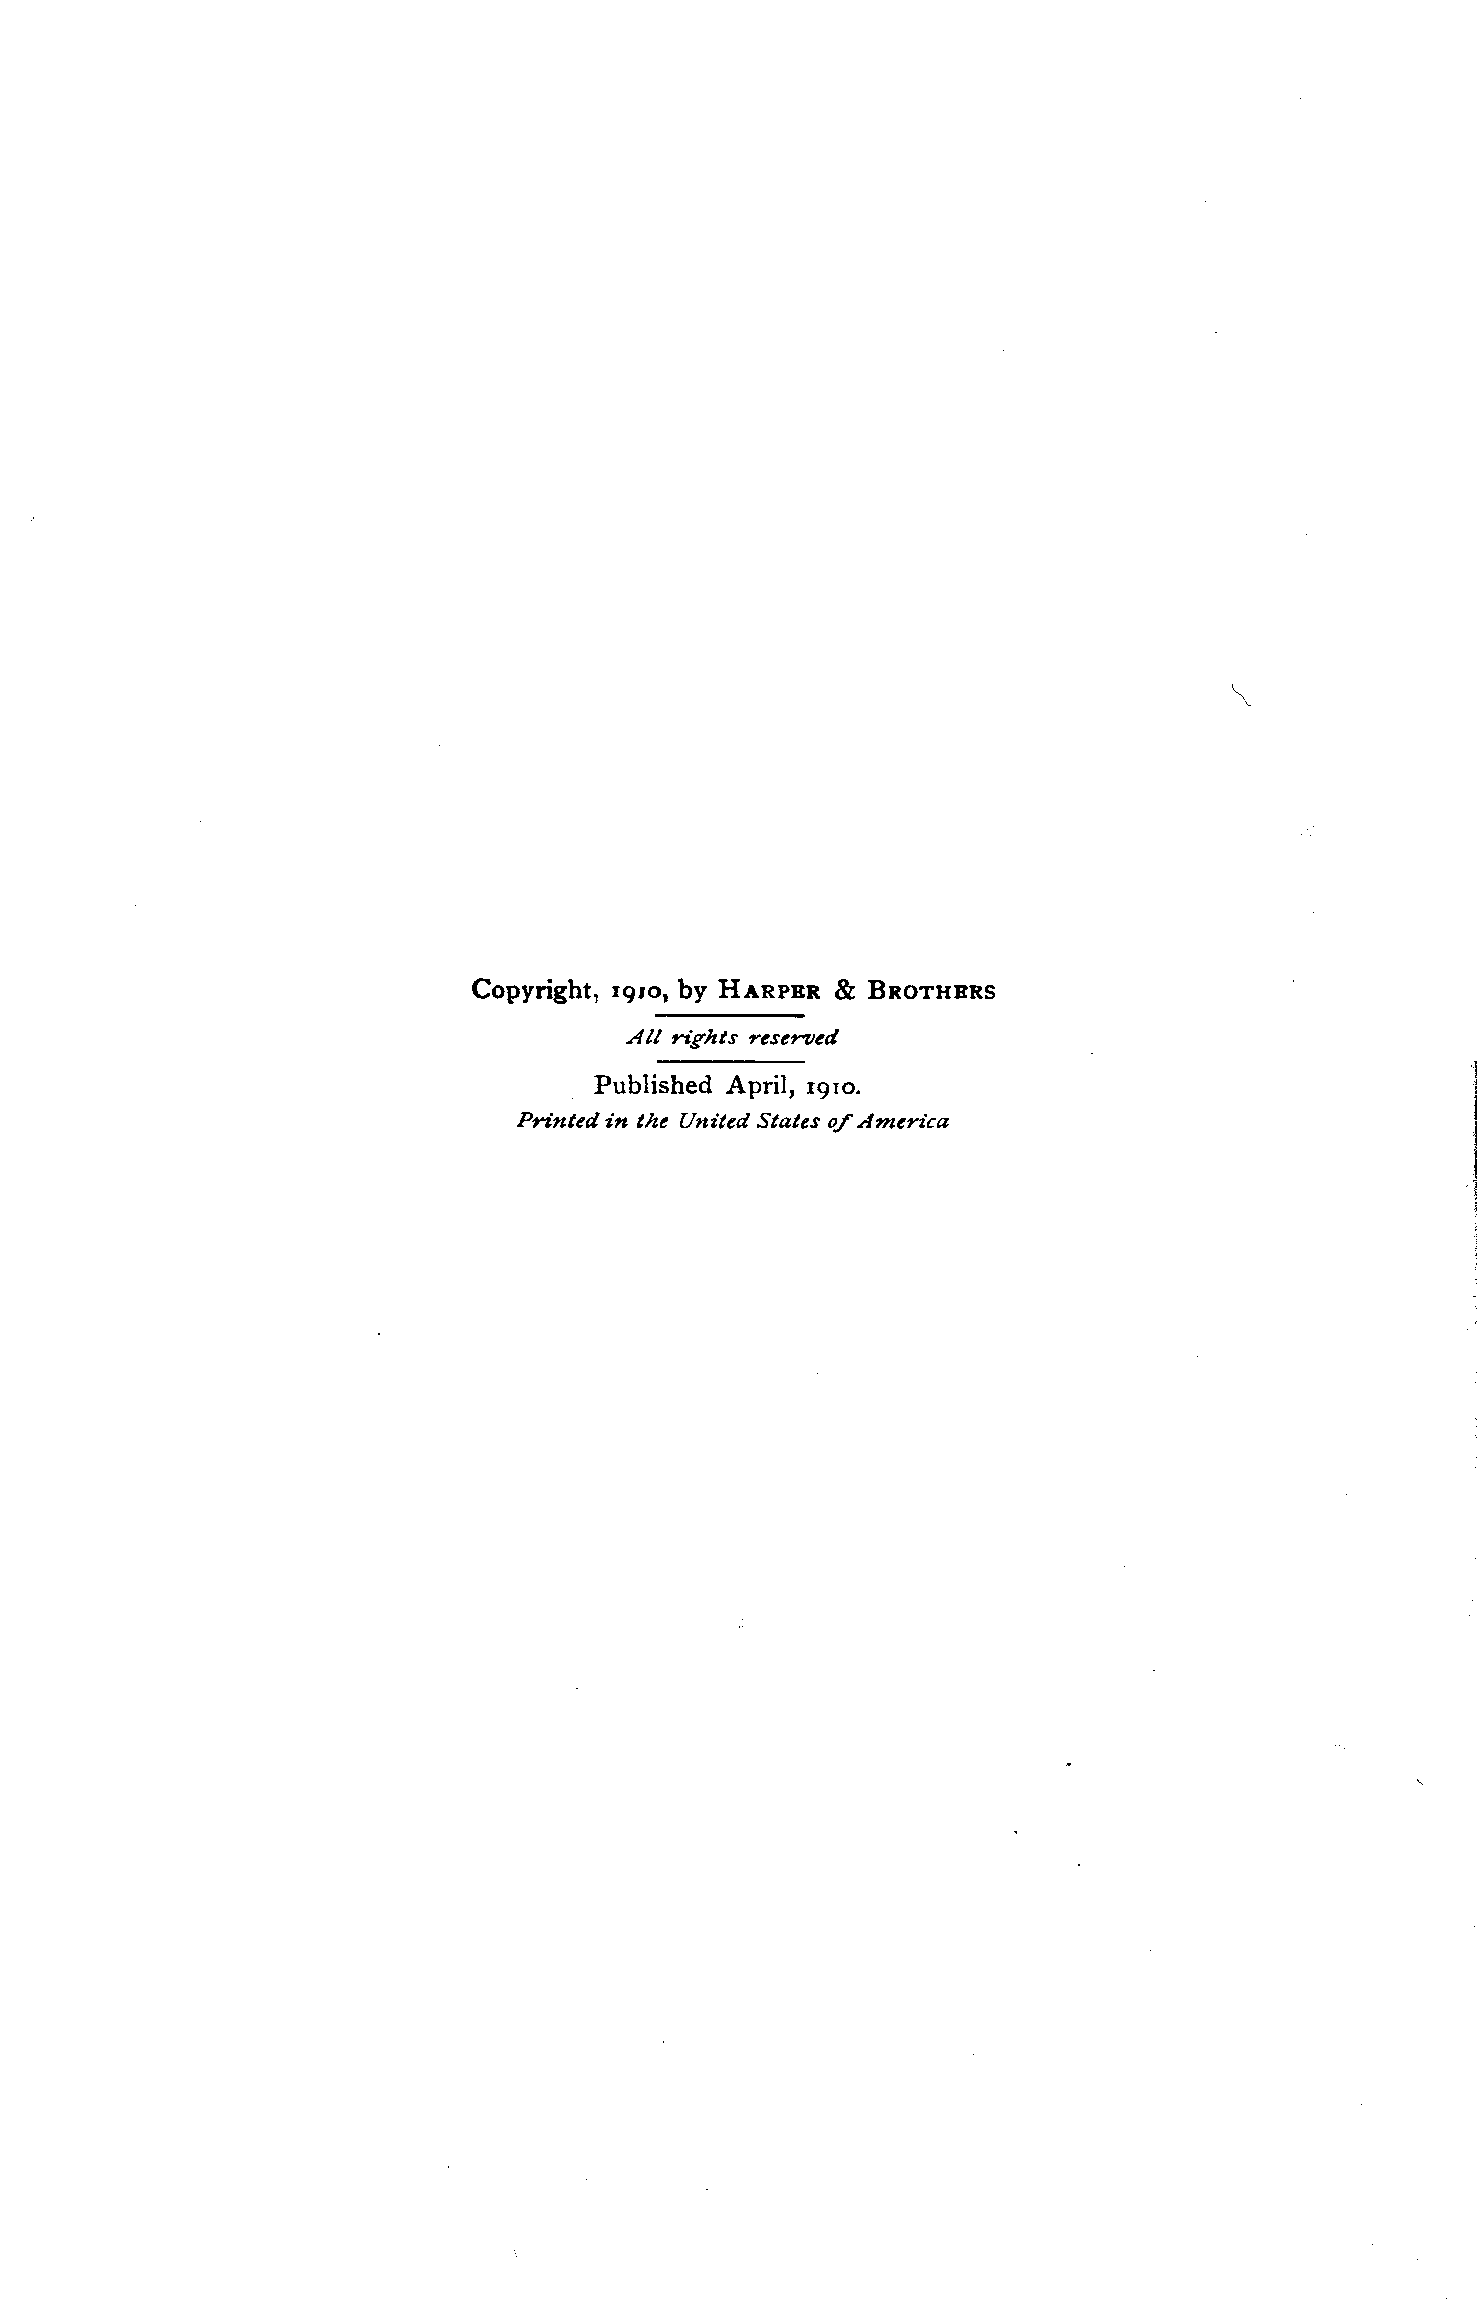 Copyright, 1910, by HARPER & BROTHERS
All rights reserved
Published April, 1910.
Printed in the United States of America